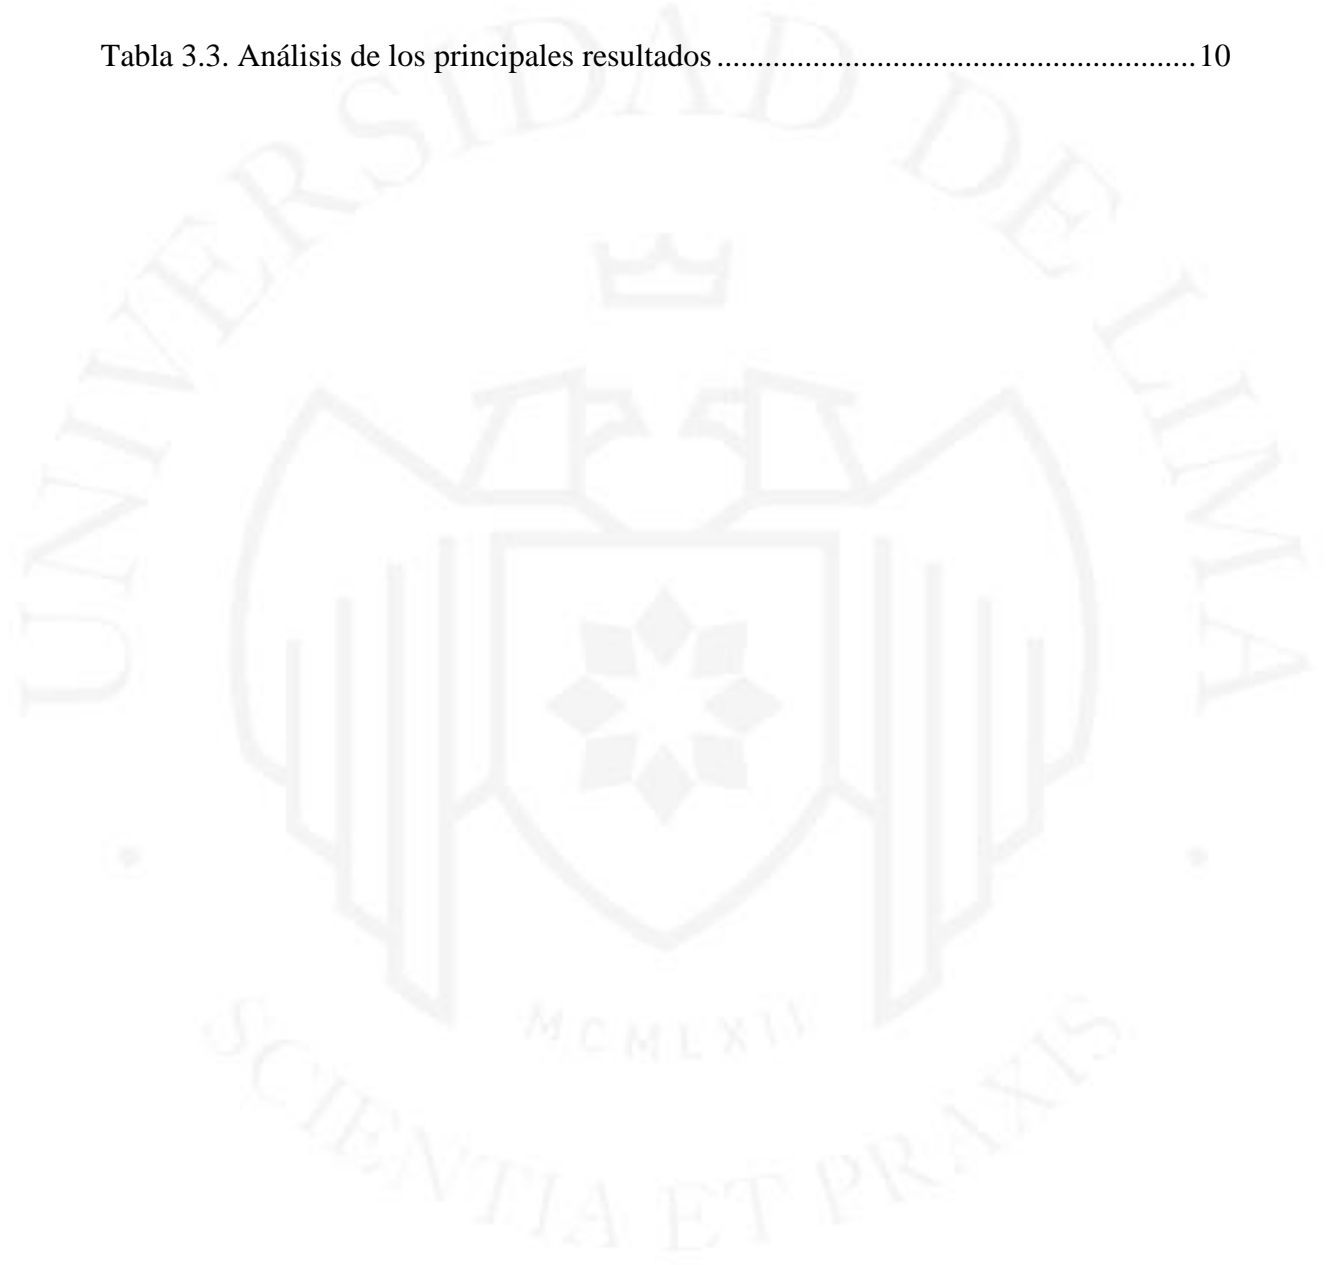 Tabla 3.3. Análisis de los principales resultados ............................................................ 10
UNIVERSIDAD DE LIMA
MCMLXII
SCIENTIA ET PRAXIS